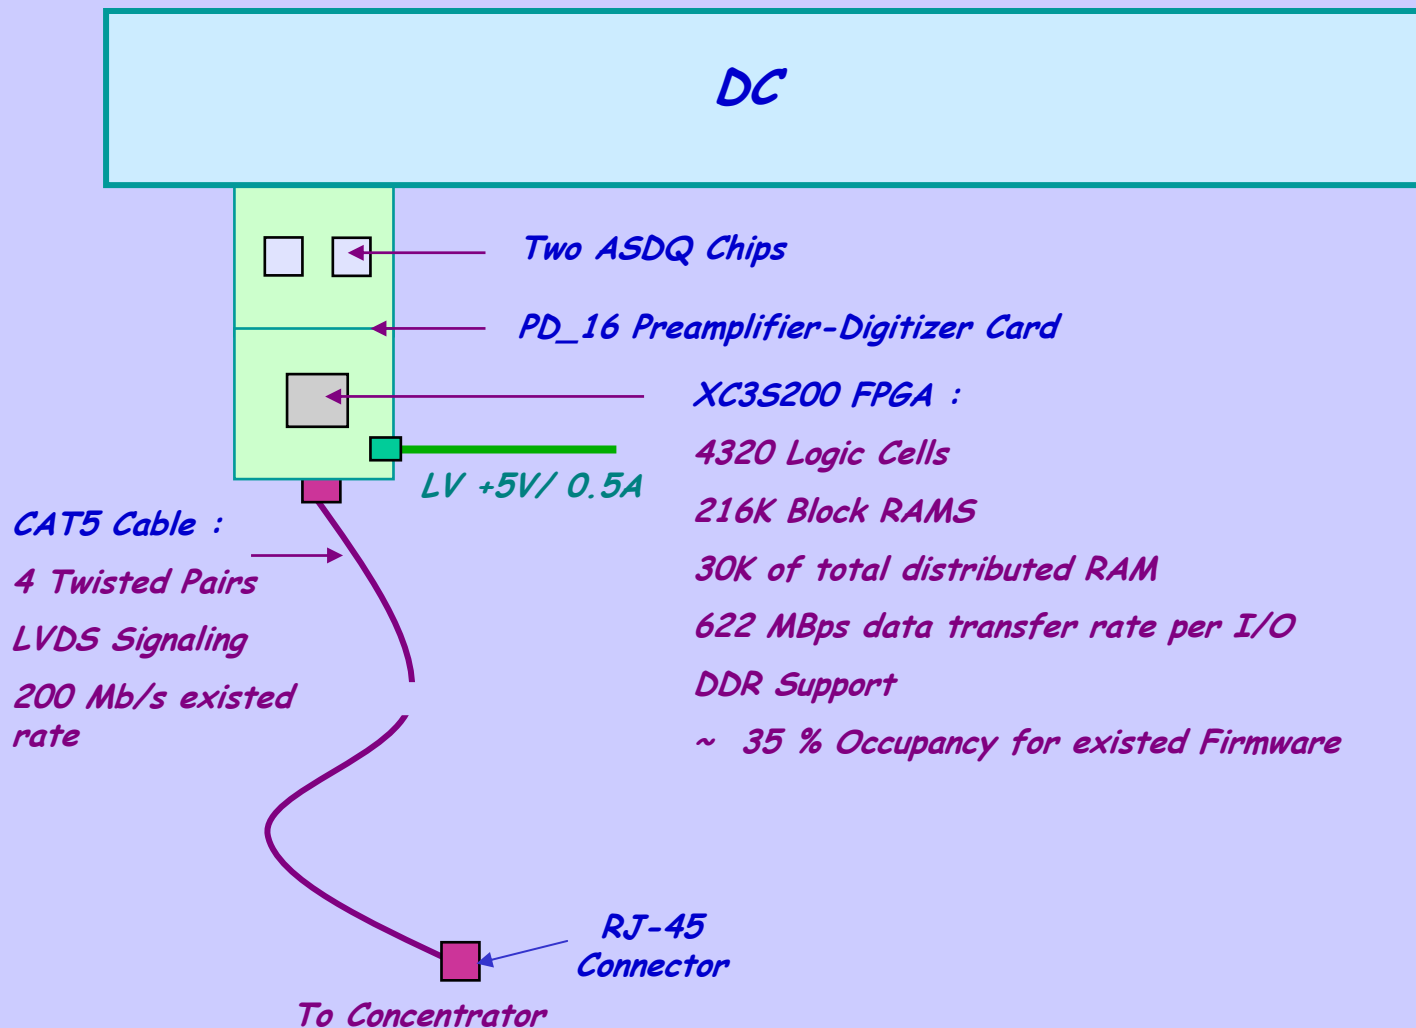 DC
Two ASDQ Chips
PD_16 Preamplifier-Digitizer Card
XC3S200 FPGA :
4320 Logic Cells
216K Block RAMS
30K of total distributed RAM
622 MBps data transfer rate per I/O
DDR Support
~ 35 % Occupancy for existed Firmware
LV +5V/ 0.5A
CAT5 Cable :
4 Twisted Pairs
LVDS Signaling
200 Mb/s existed
rate
RJ-45
Connector
To Concentrator